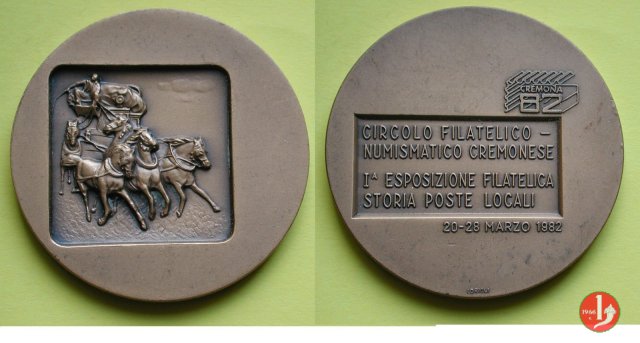 CREMONA
82
CIRCOLO FILATELICO –
NUMISMATICO CREMONESE
Iᴬ ESPOSIZIONE FILATELICA
STORIA POSTE LOCALI
20-28 MARZO 1982
1966